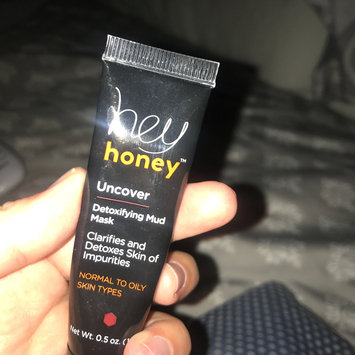 hey
honey™
Uncover
Detoxifying Mud
Mask
Clarifies and
Detoxes Skin of
Impurities
NORMAL TO OILY
SKIN TYPES
Net Wt. 0.5 oz.